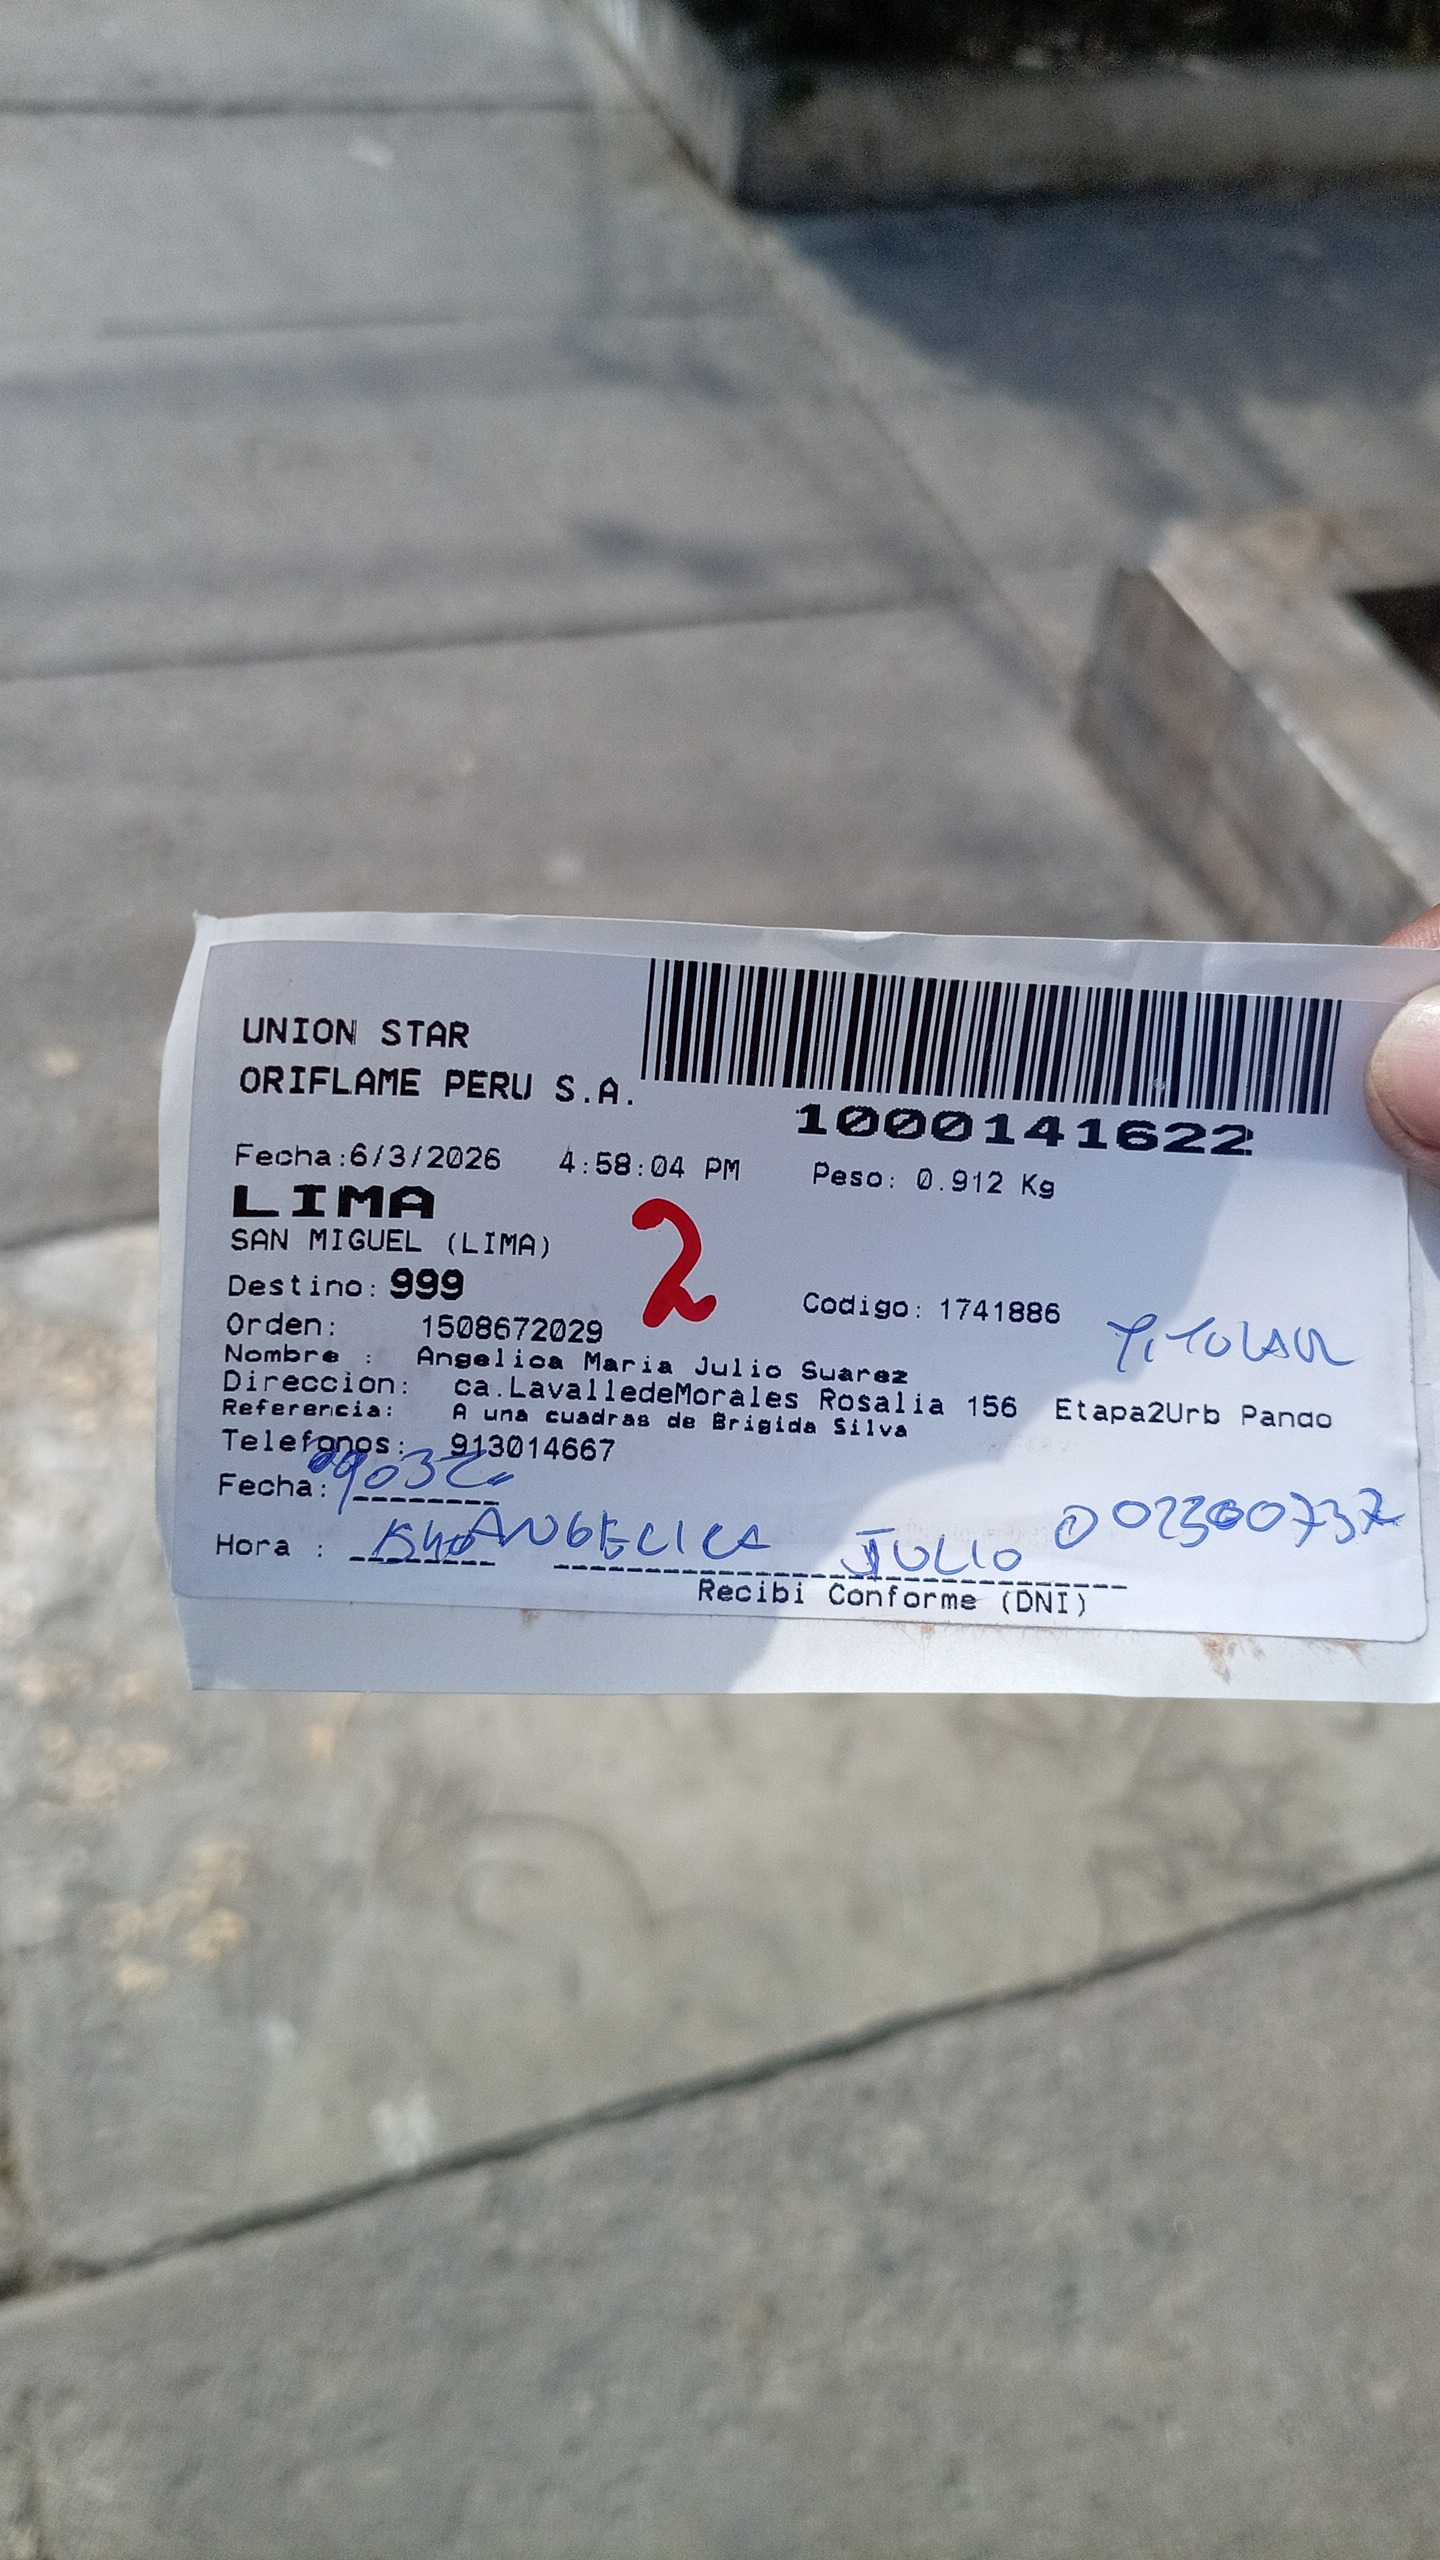 UNION STAR
ORIFLAME PERU S.A.
1000141622
Fecha:6/3/2026 4:58:04 PM Peso: 0.912 Kg
LIMA
SAN MIGUEL (LIMA)
2
Destino: 999
Codigo: 1741886
Orden: 1508672029
TITULAR
Nombre : Angelica Maria Julio Suarez
Direccion: ca.LavalledeMorales Rosalia 156 Etapa2Urb Pando
Referencia: A una cuadras de Brigida Silva
Telefonos: 913014667
Fecha:
Hora : ANGELICA JULIO
Recibi Conforme (DNI)